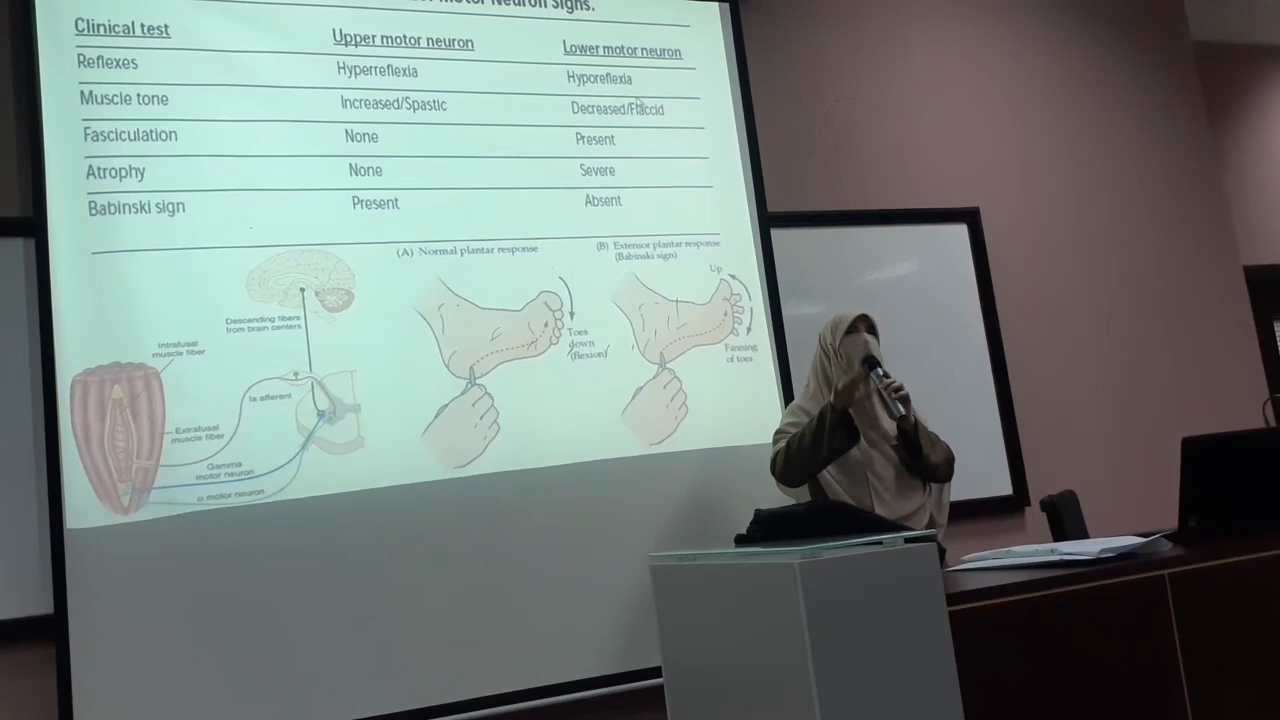 Motor Neuron Signs.
Clinical test Upper motor neuron Lower motor neuron
Reflexes Hyperreflexia Hyporeflexia
Muscle tone Increased/Spastic Decreased/Flaccid
Fasciculation None Present
Atrophy None Severe
Babinski sign Present Absent
(A) Normal plantar response
(B) Extensor plantar response
(Babinski sign)
Up
Toes
down
(flexion)
Fanning
of toes
Descending fibers
from brain centers
Intrafusal
muscle fiber
Ia afferent
Extrafusal
muscle fiber
Gamma
motor neuron
α motor neuron